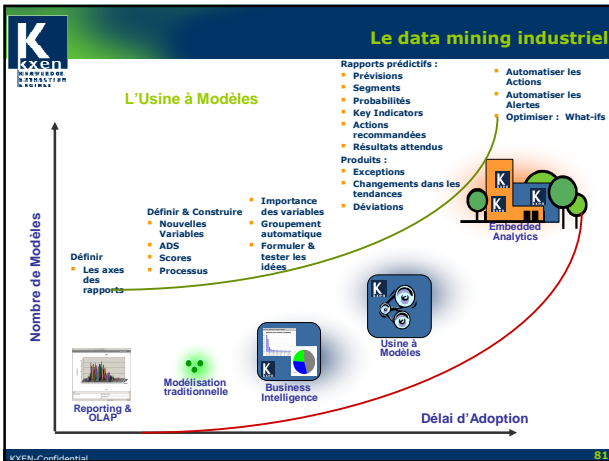 Le data mining industriel
K
Kxen
KNOWLEDGE
EXTRACTION
ENGINES
L'Usine à Modèles
Rapports prédictifs :
Prévisions
Segments
Probabilités
Key Indicators
Actions
recommandées
Résultats attendus
Produits :
Exceptions
Changements dans les
tendances
Déviations
Automatiser les
Actions
Automatiser les
Alertes
Optimiser : What-ifs
Importance
des variables
Groupement
automatique
Formuler &
tester les
idées
Définir & Construire
Nouvelles
Variables
ADS
Scores
Processus
Définir
Les axes
des
rapports
Nombre de Modèles
K
K
K
Embedded
Analytics
K
Usine à
Modèles
K
Business
Intelligence
Modélisation
traditionnelle
Reporting &
OLAP
Délai d'Adoption
KXEN-Confidential
81